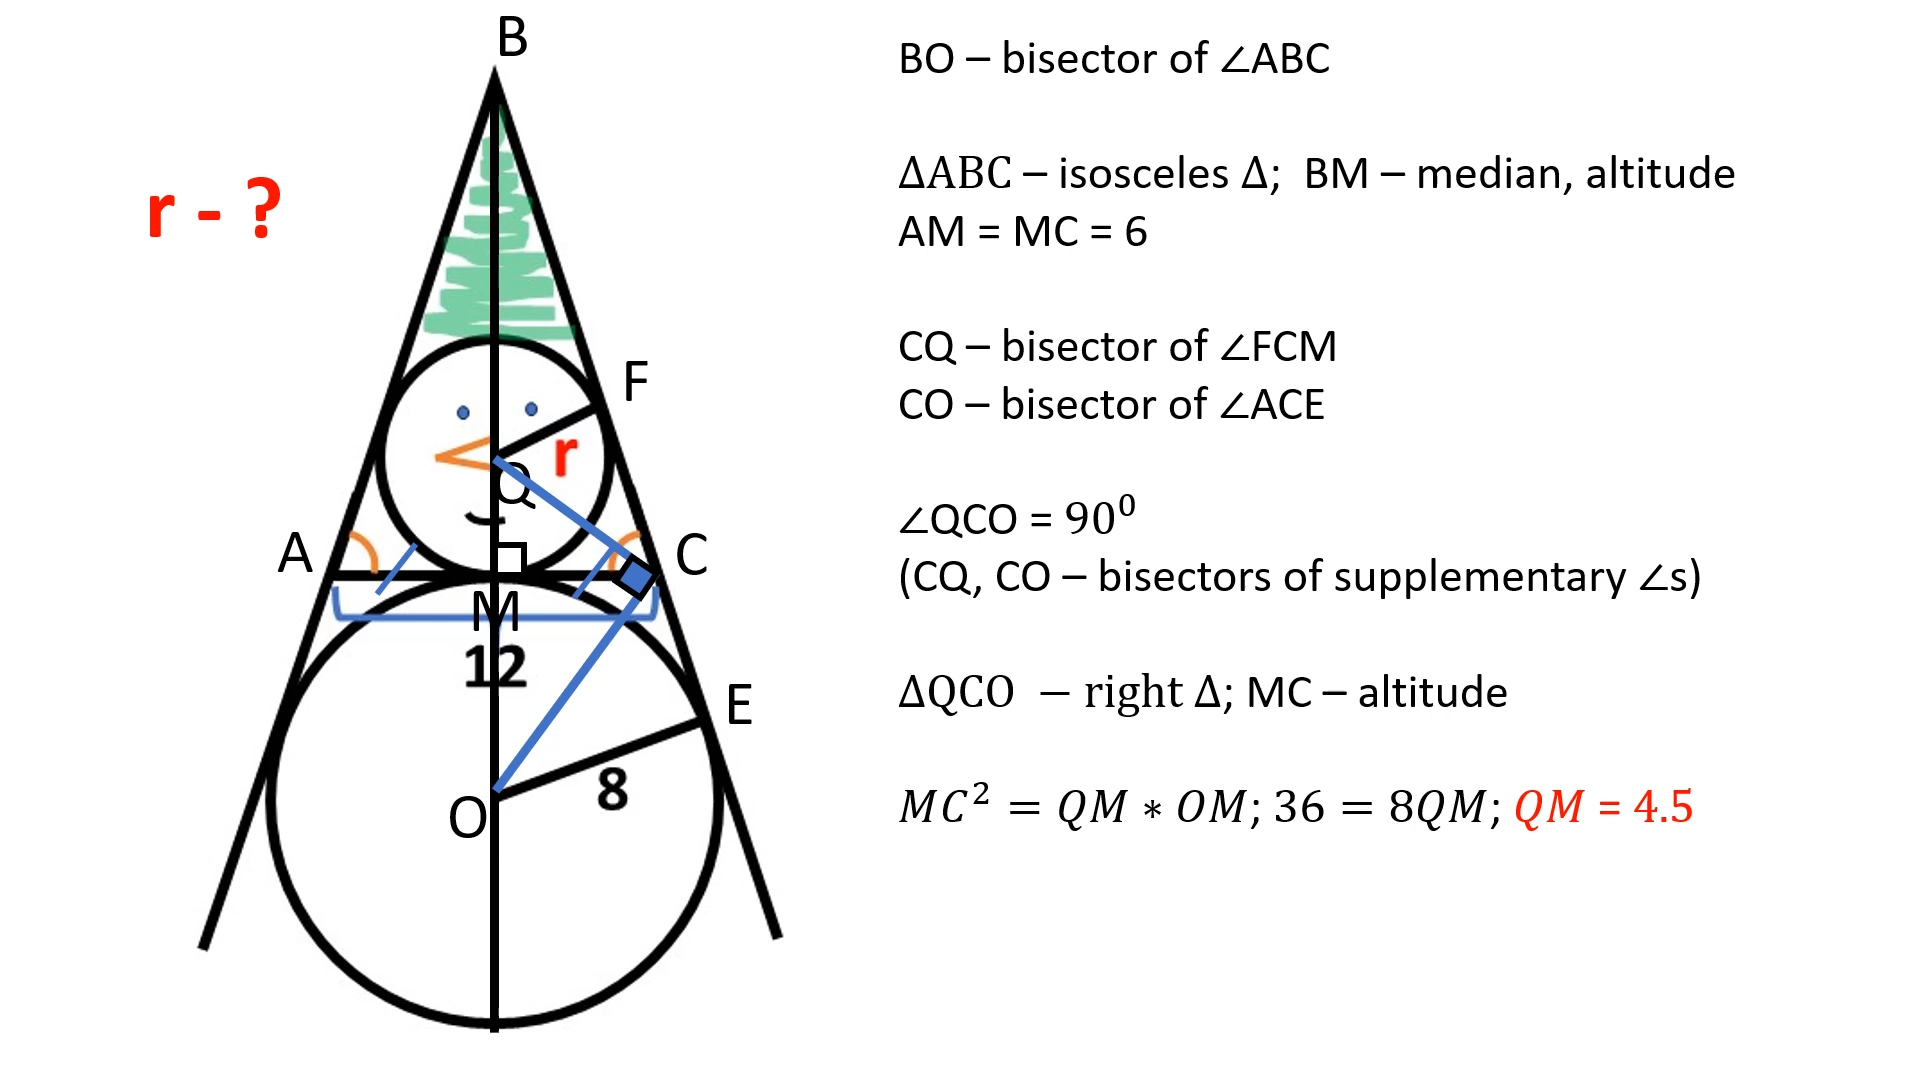 B
BO – bisector of ∠ABC
r - ?
ΔABC – isosceles Δ; BM – median, altitude
AM = MC = 6
F
CQ – bisector of ∠FCM
CO – bisector of ∠ACE
r
Q
∠QCO = 90⁰
A
C
(CQ, CO – bisectors of supplementary ∠s)
M
12
ΔQCO – right Δ; MC – altitude
E
8
O
MC² = QM ∗ OM; 36 = 8QM; QM = 4.5